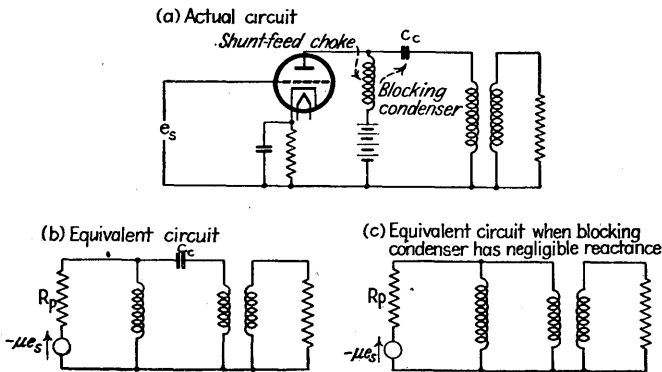 (a) Actual circuit
Shunt-feed choke
Cc
Blocking
condenser
es
(b) Equivalent circuit
Cc
Rp
-μes
(c) Equivalent circuit when blocking
condenser has negligible reactance
Rp
-μes